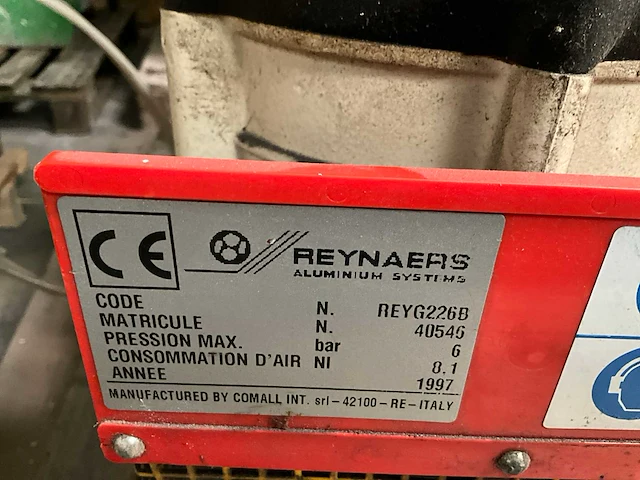 CE
REYNAERS
ALUMINIUM SYSTEMS
CODE N. REYG226B
MATRICULE N. 40546
PRESSION MAX. bar 6
CONSOMMATION D'AIR Nl 8.1
ANNEE 1997
MANUFACTURED BY COMALL INT. srl-42100-RE-ITALY